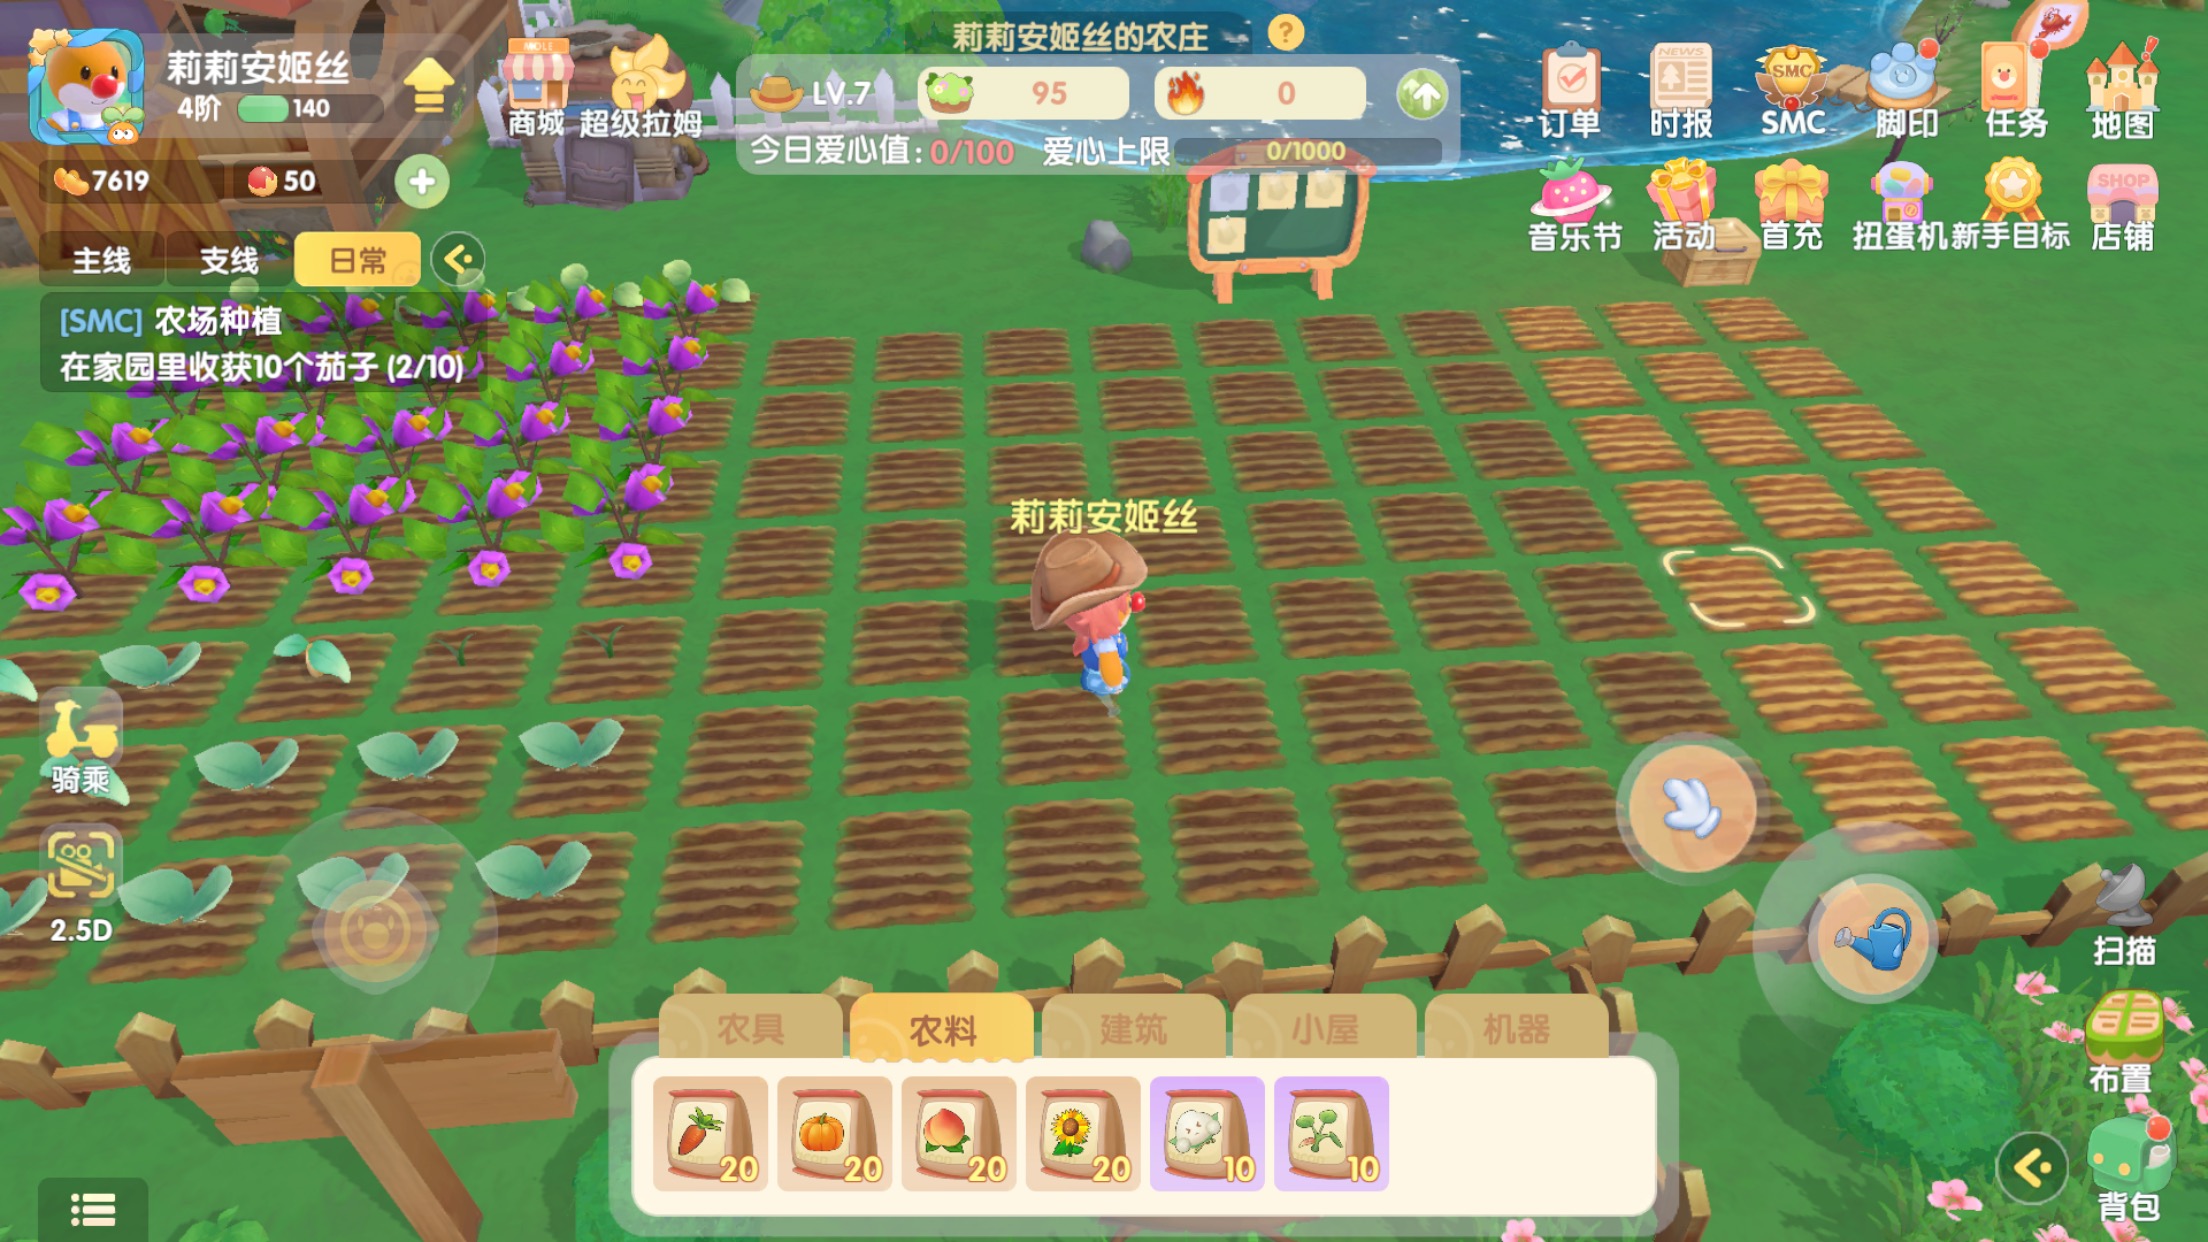 莉莉安姬丝的农庄
?
莉莉安姬丝
4阶 140
MOLE
商城
超级拉姆
LV.7
95
0
今日爱心值: 0/100
爱心上限
0/1000
订单
NEWS
时报
SMC
SMC
脚印
任务
地图
7619
50
音乐节
活动
首充
扭蛋机
新手目标
SHOP
店铺
主线
支线
日常
[SMC] 农场种植
在家园里收获10个茄子 (2/10)
莉莉安姬丝
骑乘
2.5D
扫描
布置
背包
农具
农料
建筑
小屋
机器
20
20
20
20
10
10